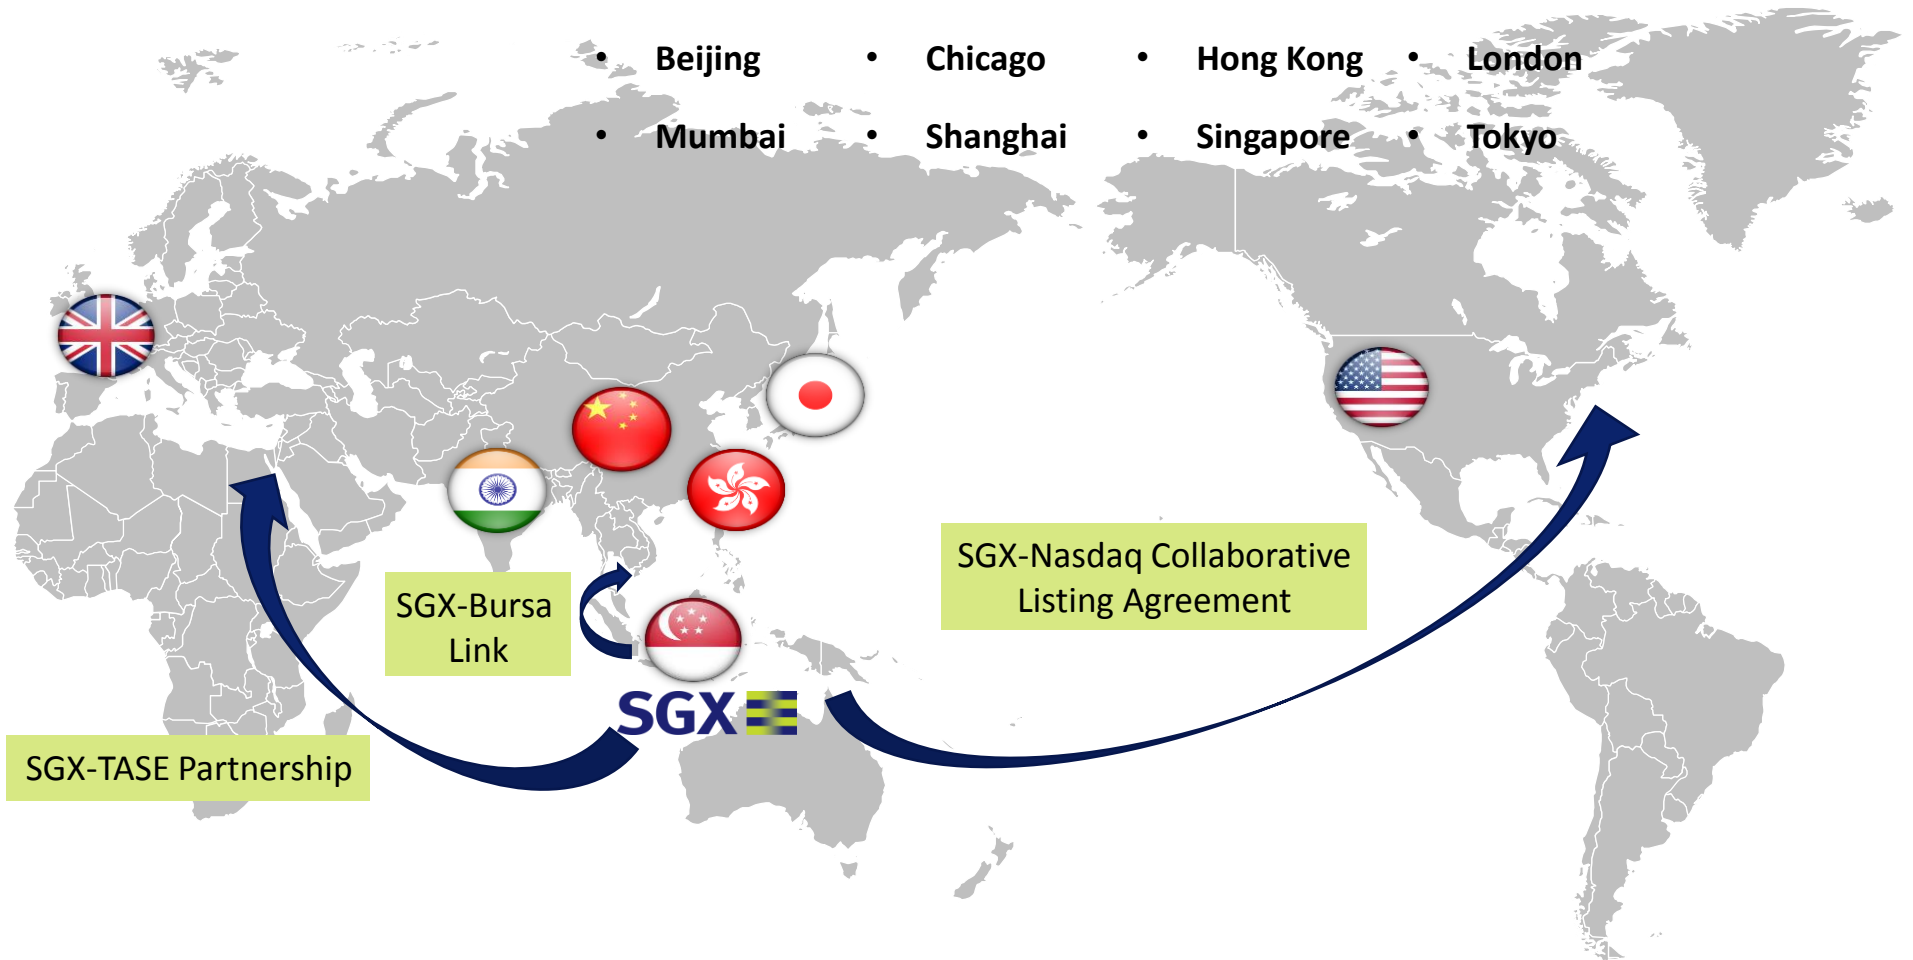 • Beijing • Chicago • Hong Kong • London
• Mumbai • Shanghai • Singapore • Tokyo
SGX-Nasdaq Collaborative
Listing Agreement
SGX-Bursa
Link
SGX
SGX-TASE Partnership